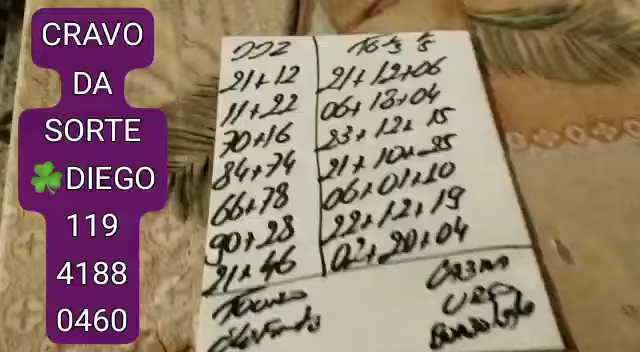 CRAVO
DA
SORTE
☘️DIEGO
119
4188
0460
DDZ
21+12
11+22
70+16
84+74
66+78
90+28
21+46
21+12+06
06+18+04
23+12+15
21+10+25
06+01+10
22+12+19
02+20+04
Touro